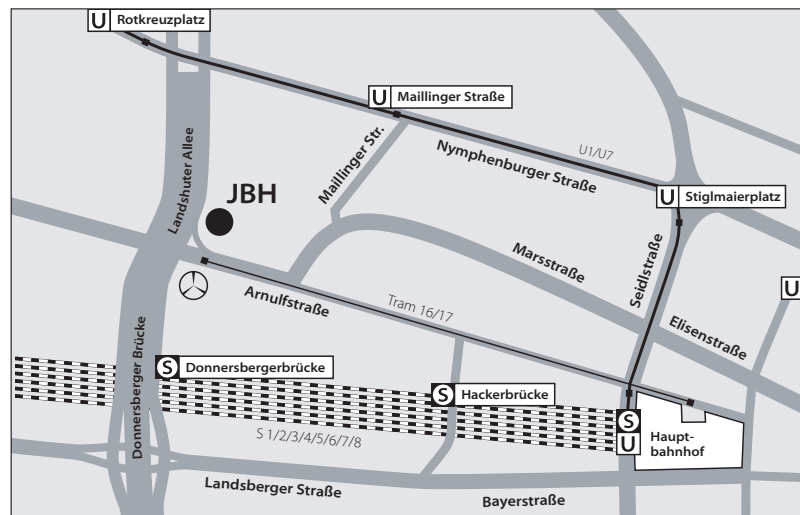 U Rotkreuzplatz
U Maillinger Straße
U1/U7
Nymphenburger Straße
Maillinger Str.
Landshuter Allee
JBH
U Stiglmaierplatz
Marsstraße
Seidlstraße
U
Arnulfstraße
Tram 16/17
Elisenstraße
Donnersberger Brücke
S Donnersbergerbrücke
S Hackerbrücke
S
U
Haupt-
bahnhof
S 1/2/3/4/5/6/7/8
Landsberger Straße
Bayerstraße